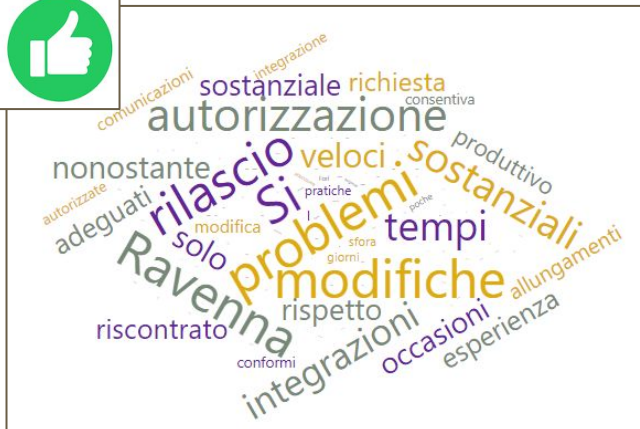 integrazione
comunicazioni
sostanziale
richiesta
consentiva
autorizzazione
produttivo
nonostante
veloci
sostanziali
rilascio
autorizzate
adeguati
Si
pratiche
poche
problemi
modifica
solo
tempi
sfora
giorni
Ravenna
modifiche
allungamenti
rispetto
riscontrato
occasioni
esperienza
integrazioni
conformi